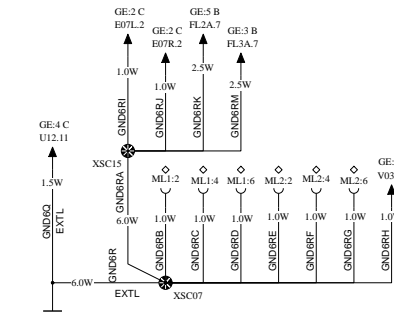 GE:2 C
E07L.2
GE:2 C
E07R.2
GE:5 B
FL2A.7
GE:3 B
FL3A.7
1.0W
1.0W
2.5W
2.5W
GND6RI
GND6RJ
GND6RK
GND6RM
GE:4 C
U12.11
XSC15
1.5W
GND6Q
EXTL
GND6RA
6.0W
ML1:2
ML1:4
ML1:6
ML2:2
ML2:4
ML2:6
GE:
V03
1.0W
1.0W
1.0W
1.0W
1.0W
1.0W
1.0
GND6RB
GND6RC
GND6RD
GND6RE
GND6RF
GND6RG
GND6RH
6.0W
GND6R
EXTL
XSC07